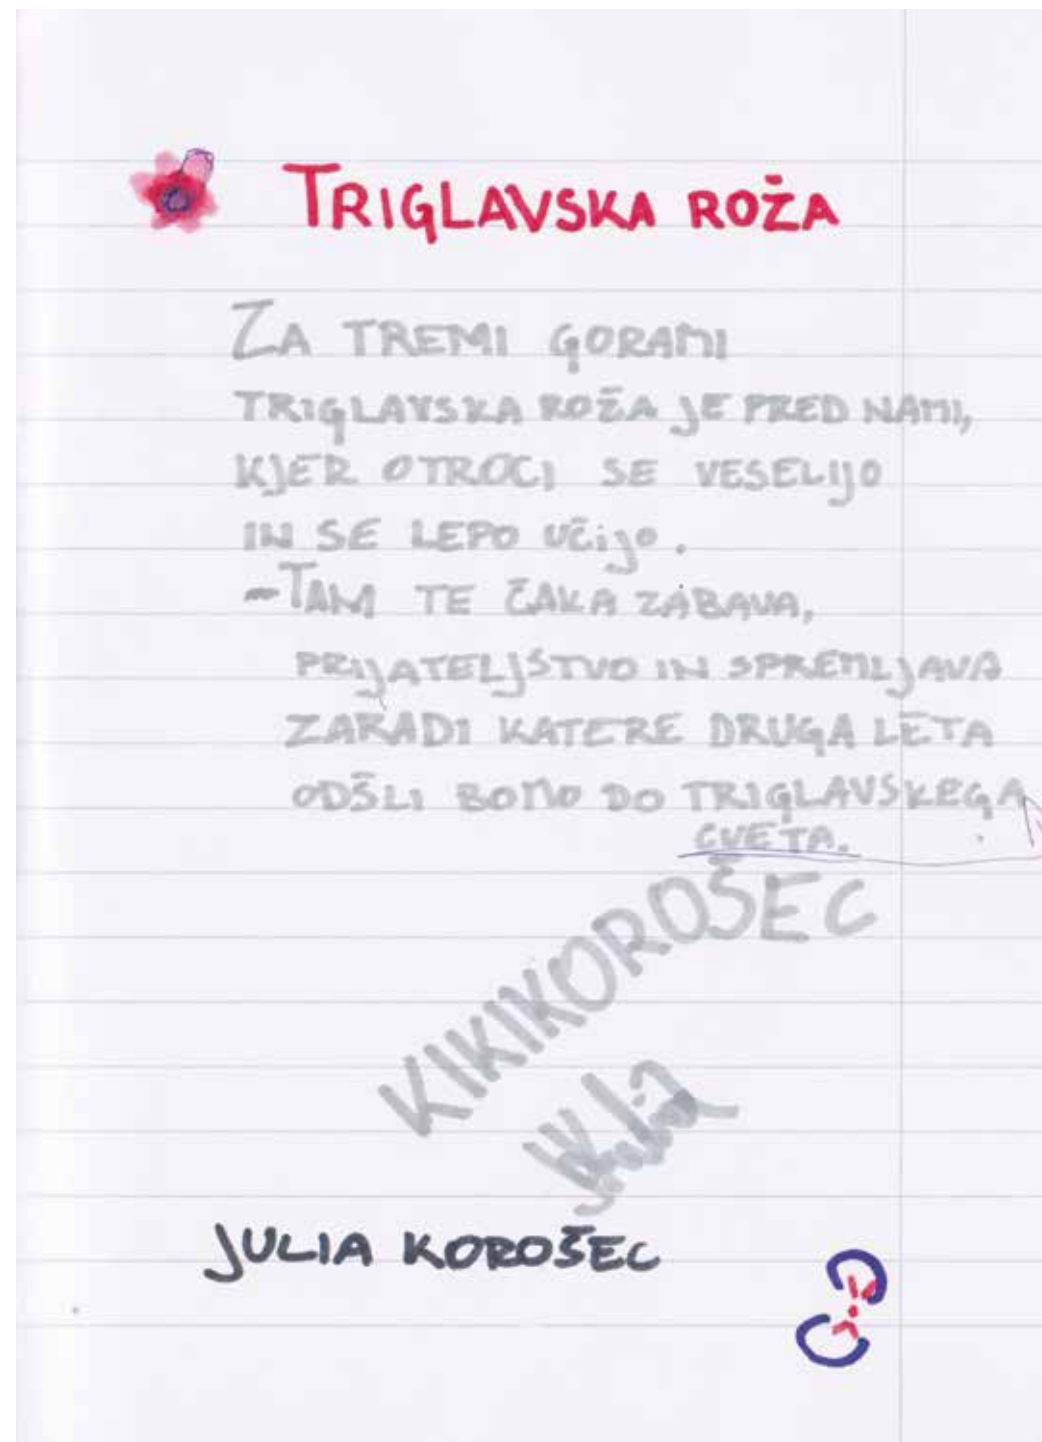 TRIGLAVSKA ROŽA
ZA TREMI GORAMI
TRIGLAVSKA ROŽA JE PRED NAMI,
KJER OTROCI SE VESELIJO
IN SE LEPO UČIJO.
-TAM TE ČAKA ZABAVA,
PRIJATELJSTVO IN SPREMLJAVA
ZARADI KATERE DRUGA LETA
ODŠLI BOMO DO TRIGLAVSKEGA
CVETA.
KIKIKOROŠEC
JULIA KOROŠEC